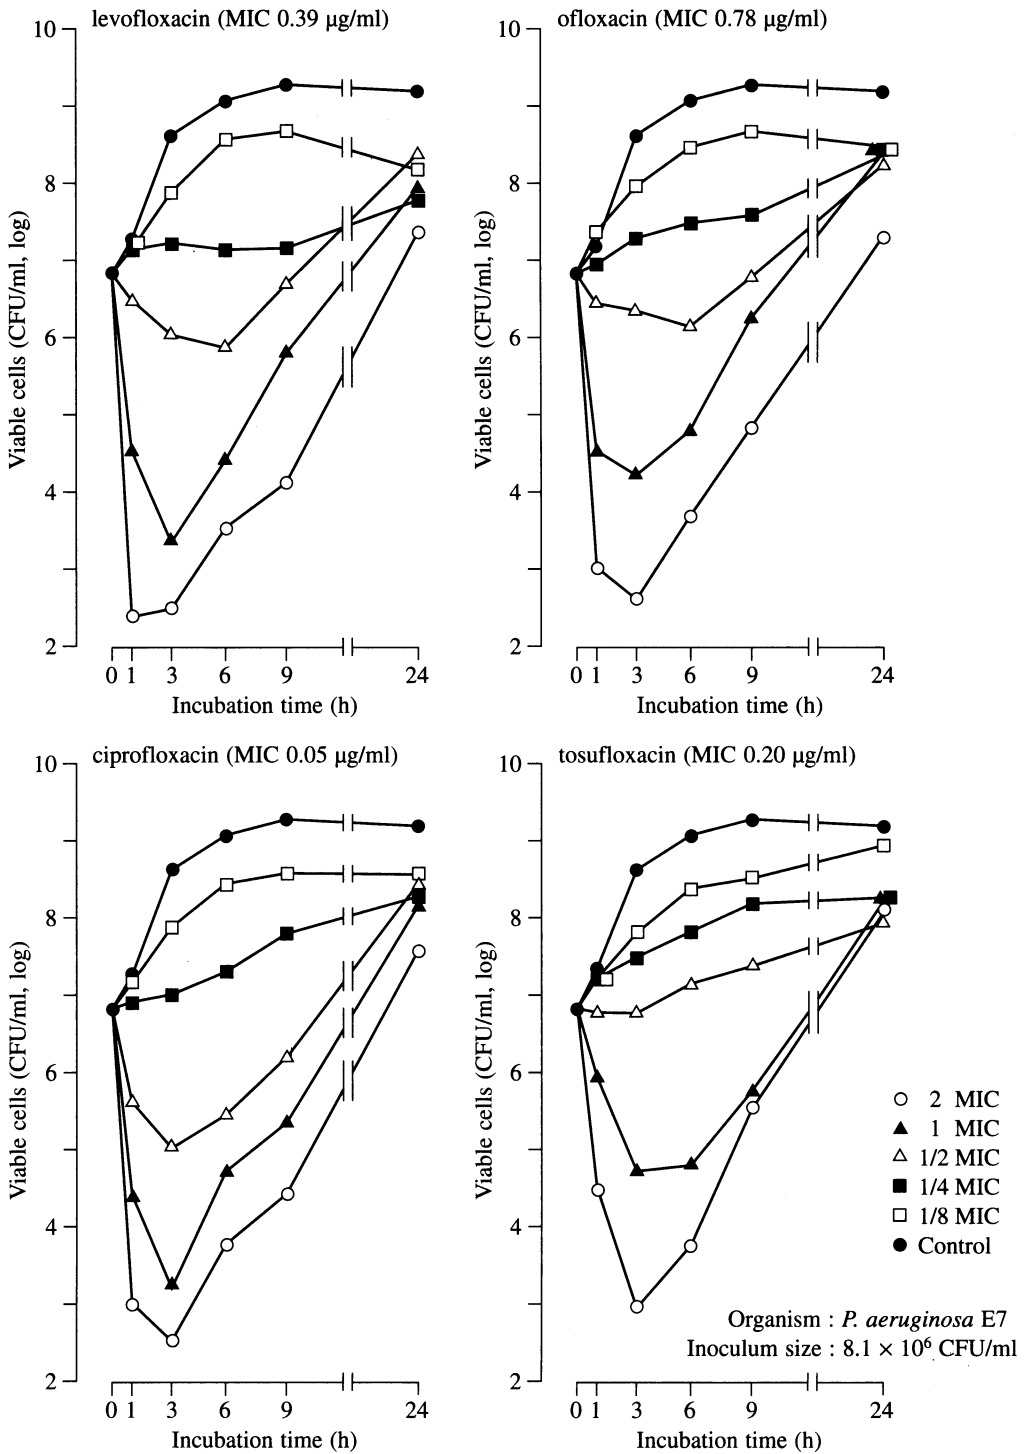 levofloxacin (MIC 0.39 µg/ml)
10
8
6
4
2
Viable cells (CFU/ml, log)
0 1 3 6 9 24
Incubation time (h)
ofloxacin (MIC 0.78 µg/ml)
10
8
6
4
2
Viable cells (CFU/ml, log)
0 1 3 6 9 24
Incubation time (h)
ciprofloxacin (MIC 0.05 µg/ml)
10
8
6
4
2
Viable cells (CFU/ml, log)
0 1 3 6 9 24
Incubation time (h)
tosufloxacin (MIC 0.20 µg/ml)
10
8
6
4
2
Viable cells (CFU/ml, log)
2 MIC
1 MIC
1/2 MIC
1/4 MIC
1/8 MIC
Control
Organism : P. aeruginosa E7
Inoculum size : 8.1 × 10⁶ CFU/ml
0 1 3 6 9 24
Incubation time (h)